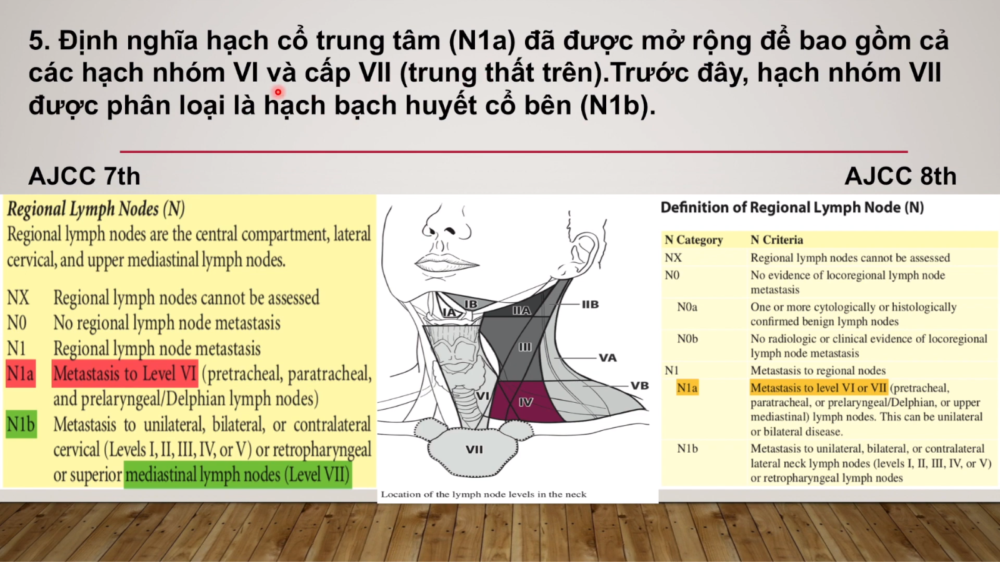 5. Định nghĩa hạch cổ trung tâm (N1a) đã được mở rộng để bao gồm cả
các hạch nhóm VI và cấp VII (trung thất trên).Trước đây, hạch nhóm VII
được phân loại là hạch bạch huyết cổ bên (N1b).
AJCC 7th
AJCC 8th
Regional Lymph Nodes (N)
Regional lymph nodes are the central compartment, lateral
cervical, and upper mediastinal lymph nodes.
NX Regional lymph nodes cannot be assessed
N0 No regional lymph node metastasis
N1 Regional lymph node metastasis
N1a Metastasis to Level VI (pretracheal, paratracheal,
and prelaryngeal/Delphian lymph nodes)
N1b Metastasis to unilateral, bilateral, or contralateral
cervical (Levels I, II, III, IV, or V) or retropharyngeal
or superior mediastinal lymph nodes (Level VII)
IB
IA
IIA
IIB
III
VA
VB
VI
IV
VII
Location of the lymph node levels in the neck
Definition of Regional Lymph Node (N)
N Category N Criteria
NX Regional lymph nodes cannot be assessed
N0 No evidence of locoregional lymph node
metastasis
N0a One or more cytologically or histologically
confirmed benign lymph nodes
N0b No radiologic or clinical evidence of locoregional
lymph node metastasis
N1 Metastasis to regional nodes
N1a Metastasis to level VI or VII (pretracheal,
paratracheal, or prelaryngeal/Delphian, or upper
mediastinal) lymph nodes. This can be unilateral
or bilateral disease.
N1b Metastasis to unilateral, bilateral, or contralateral
lateral neck lymph nodes (levels I, II, III, IV, or V)
or retropharyngeal lymph nodes